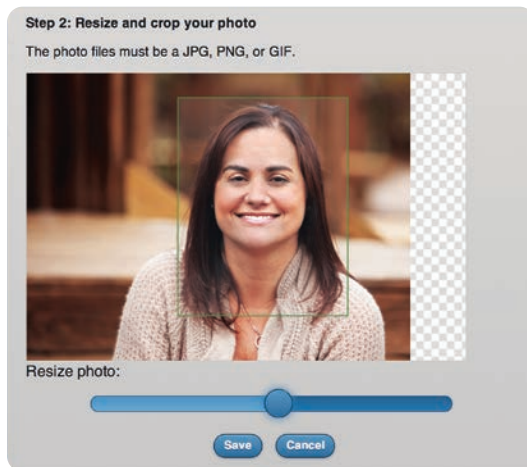 Step 2: Resize and crop your photo
The photo files must be a JPG, PNG, or GIF.
Resize photo:
Save Cancel